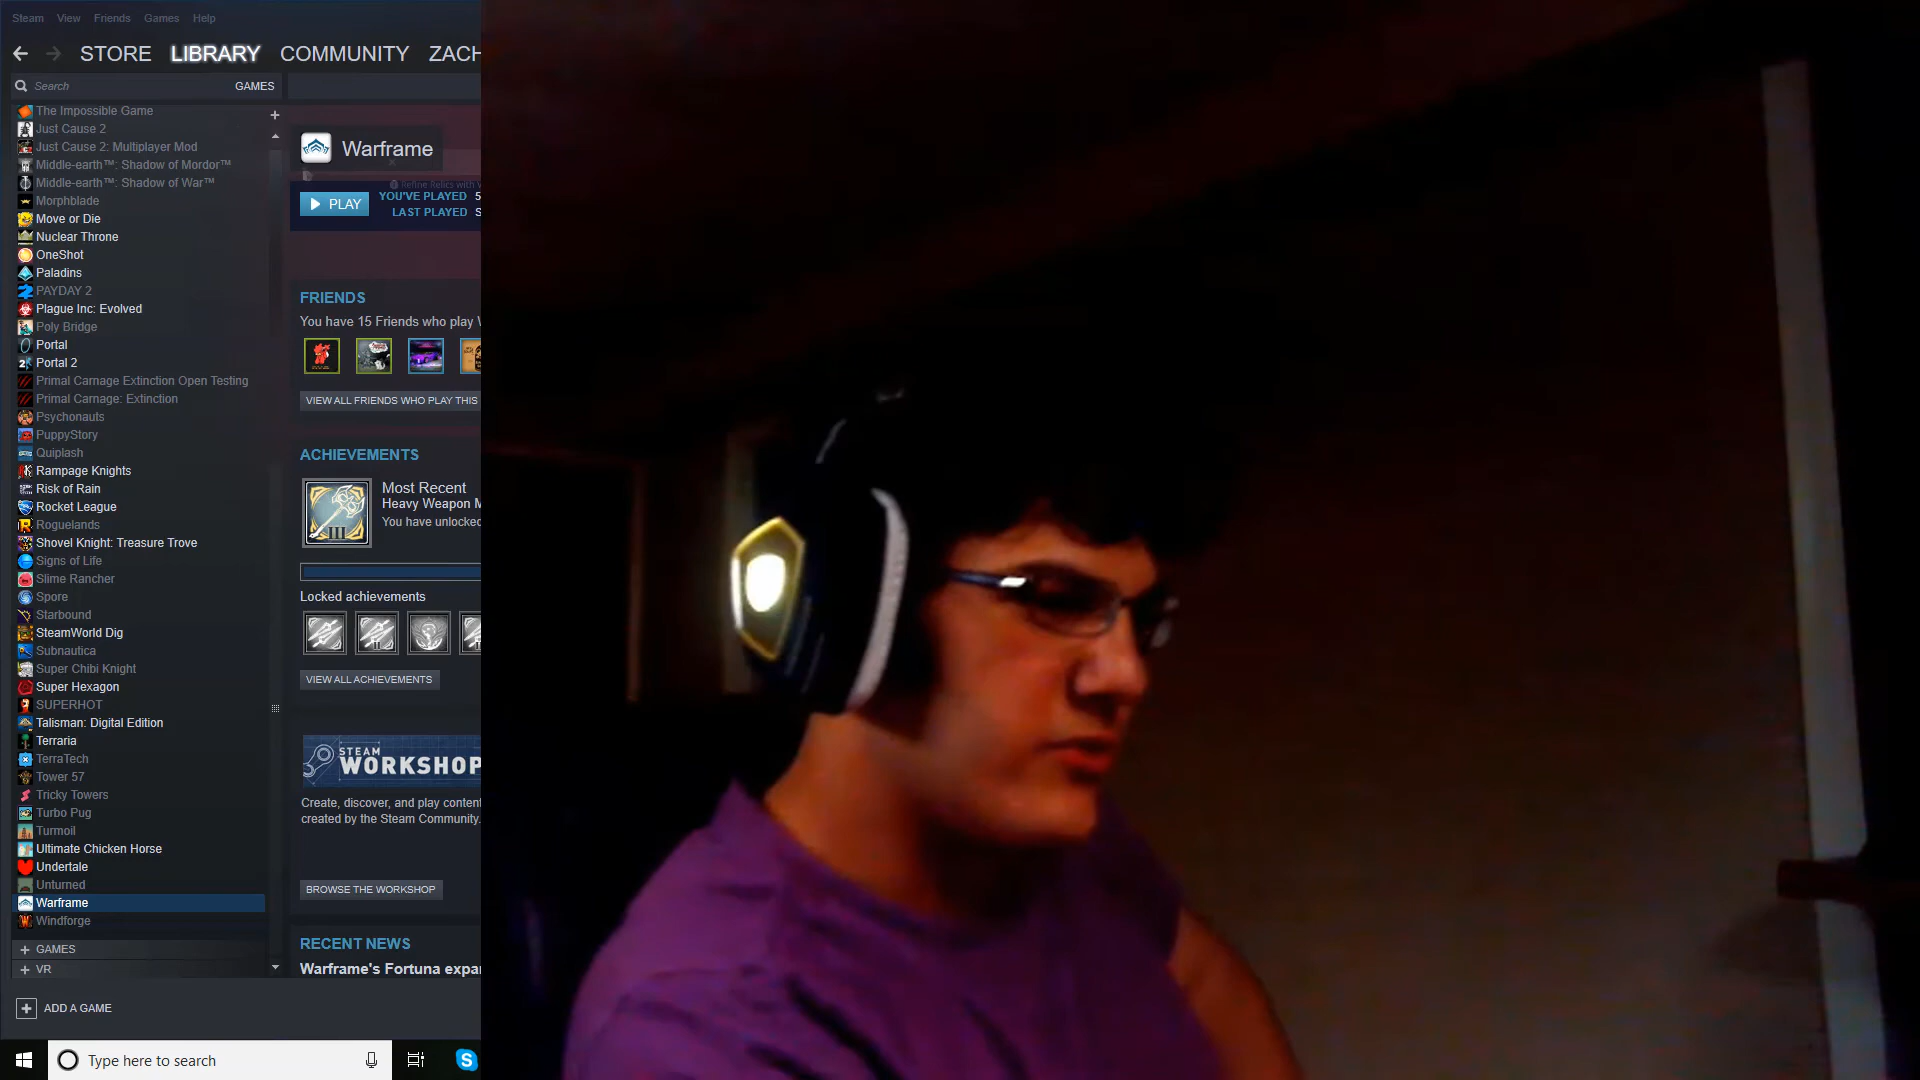 Steam View Friends Games Help
STORE LIBRARY COMMUNITY ZACH
Search GAMES
The Impossible Game
Just Cause 2
Just Cause 2: Multiplayer Mod
Middle-earth™: Shadow of Mordor™
Middle-earth™: Shadow of War™
Morphblade
Move or Die
Nuclear Throne
OneShot
Paladins
PAYDAY 2
Plague Inc: Evolved
Poly Bridge
Portal
Portal 2
Primal Carnage Extinction Open Testing
Primal Carnage: Extinction
Psychonauts
PuppyStory
Quiplash
Rampage Knights
Risk of Rain
Rocket League
Roguelands
Shovel Knight: Treasure Trove
Signs of Life
Slime Rancher
Spore
Starbound
SteamWorld Dig
Subnautica
Super Chibi Knight
Super Hexagon
SUPERHOT
Talisman: Digital Edition
Terraria
TerraTech
Tower 57
Tricky Towers
Turbo Pug
Turmoil
Ultimate Chicken Horse
Undertale
Unturned
Warframe
Windforge
GAMES
VR
ADD A GAME
Warframe
Refine Relics with V
PLAY
YOU'VE PLAYED 5
LAST PLAYED S
FRIENDS
You have 15 Friends who play W
VIEW ALL FRIENDS WHO PLAY THIS
ACHIEVEMENTS
Most Recent
Heavy Weapon M
You have unlocked
III
Locked achievements
VIEW ALL ACHIEVEMENTS
STEAM
WORKSHOP
Create, discover, and play content
created by the Steam Community.
BROWSE THE WORKSHOP
RECENT NEWS
Warframe's Fortuna expa
Type here to search